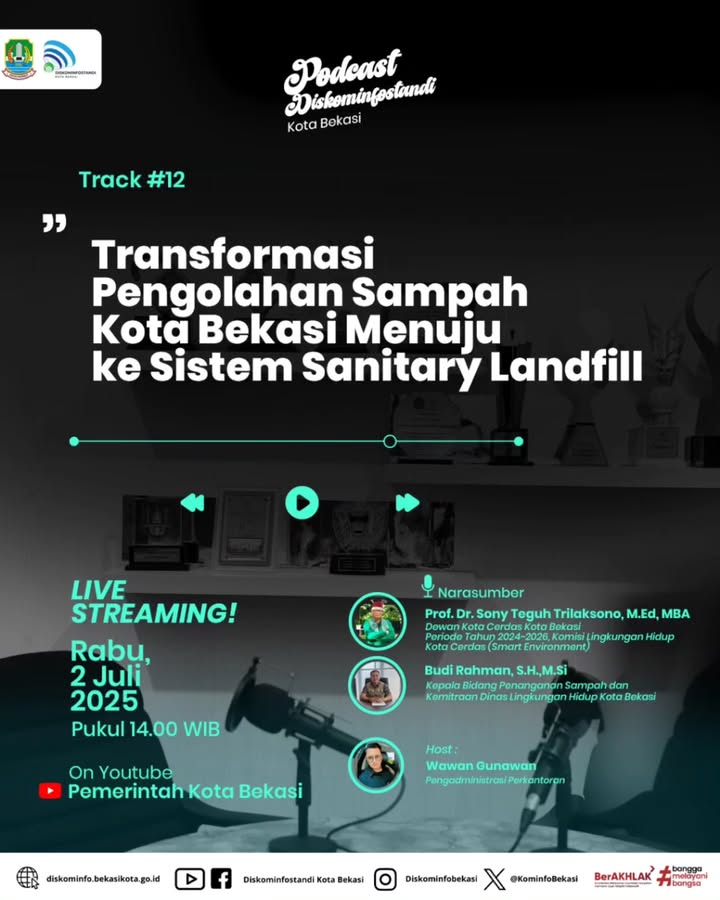 DISKOMINFOSTANDI
KOTA BEKASI
Podcast
Diskominfostandi
Kota Bekasi
Track #12
”
Transformasi
Pengolahan Sampah
Kota Bekasi Menuju
ke Sistem Sanitary Landfill
LIVE
STREAMING!
Rabu,
2 Juli
2025
Pukul 14.00 WIB
On Youtube
Pemerintah Kota Bekasi
Narasumber
Prof. Dr. Sony Teguh Trilaksono, M.Ed, MBA
Dewan Kota Cerdas Kota Bekasi
Periode Tahun 2024-2026, Komisi Lingkungan Hidup
Kota Cerdas (Smart Environment)
Budi Rahman, S.H.,M.Si
Kepala Bidang Penanganan Sampah dan
Kemitraan Dinas Lingkungan Hidup Kota Bekasi
Host :
Wawan Gunawan
Pengadministrasi Perkantoran
diskominfo.bekasikota.go.id
Diskominfostandi Kota Bekasi
Diskominfobekasi
@KominfoBekasi
BerAKHLAK
#bangga
melayani
bangsa